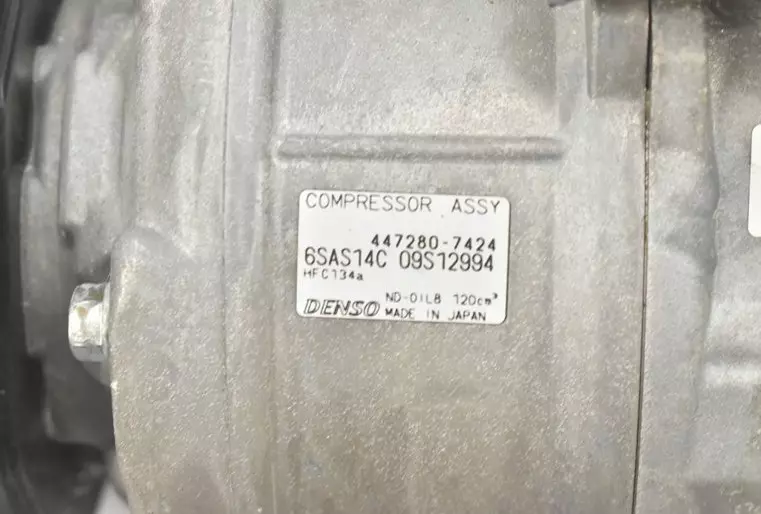 COMPRESSOR ASSY
447280-7424
6SAS14C 09S12994
HFC134a
ND-OIL8 120cm³
DENSO MADE IN JAPAN